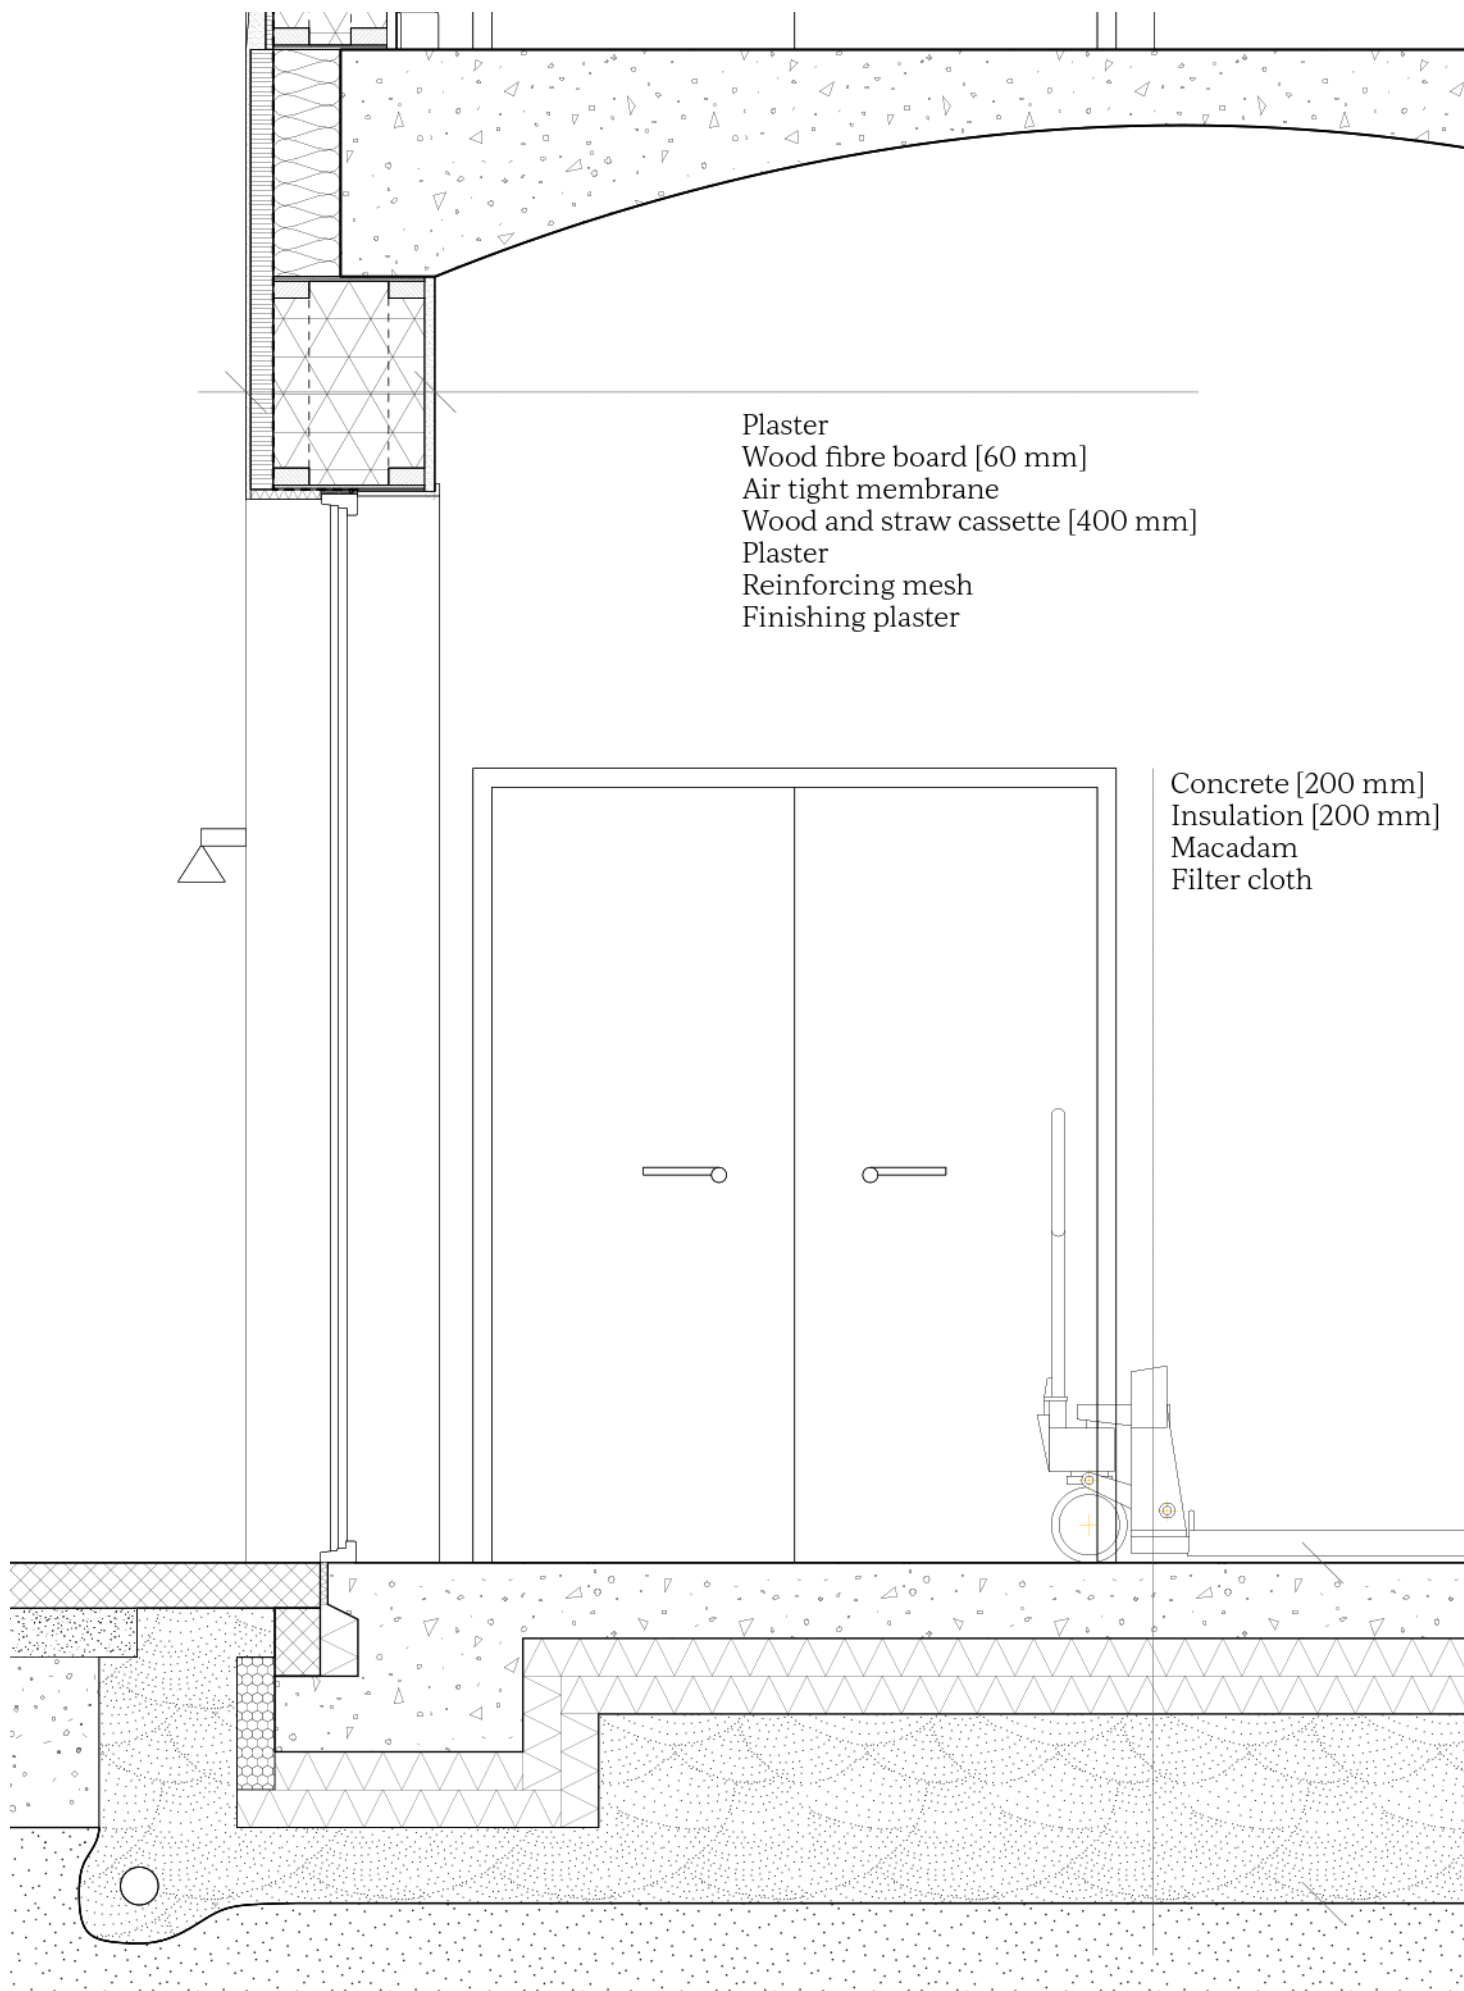 Plaster
Wood fibre board [60 mm]
Air tight membrane
Wood and straw cassette [400 mm]
Plaster
Reinforcing mesh
Finishing plaster
Concrete [200 mm]
Insulation [200 mm]
Macadam
Filter cloth